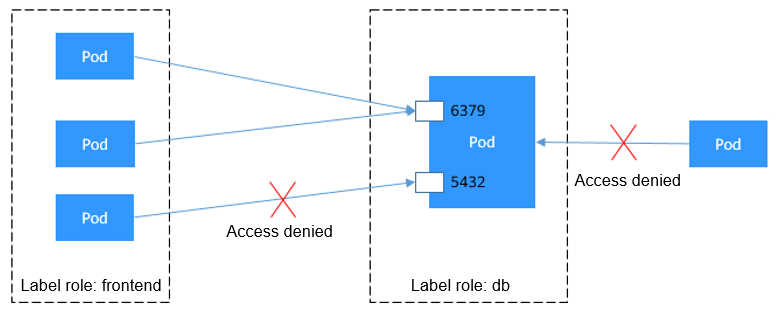 Pod
Pod
Pod
Label role: frontend
Access denied
6379
Pod
5432
Label role: db
Access denied
Pod